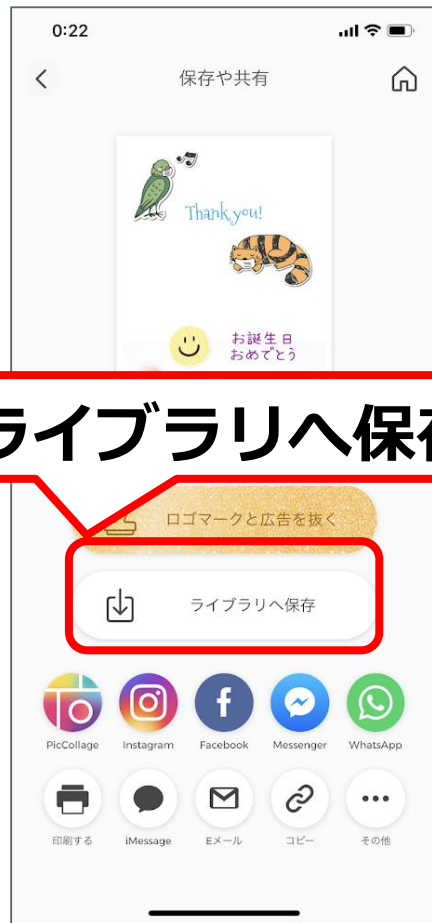 0:22
保存や共有
Thank you!
お誕生日
おめでとう
ライブラリへ保存
ロゴマークと広告を抜く
ライブラリへ保存
PicCollage
Instagram
Facebook
Messenger
WhatsApp
印刷する
iMessage
Eメール
コピー
その他